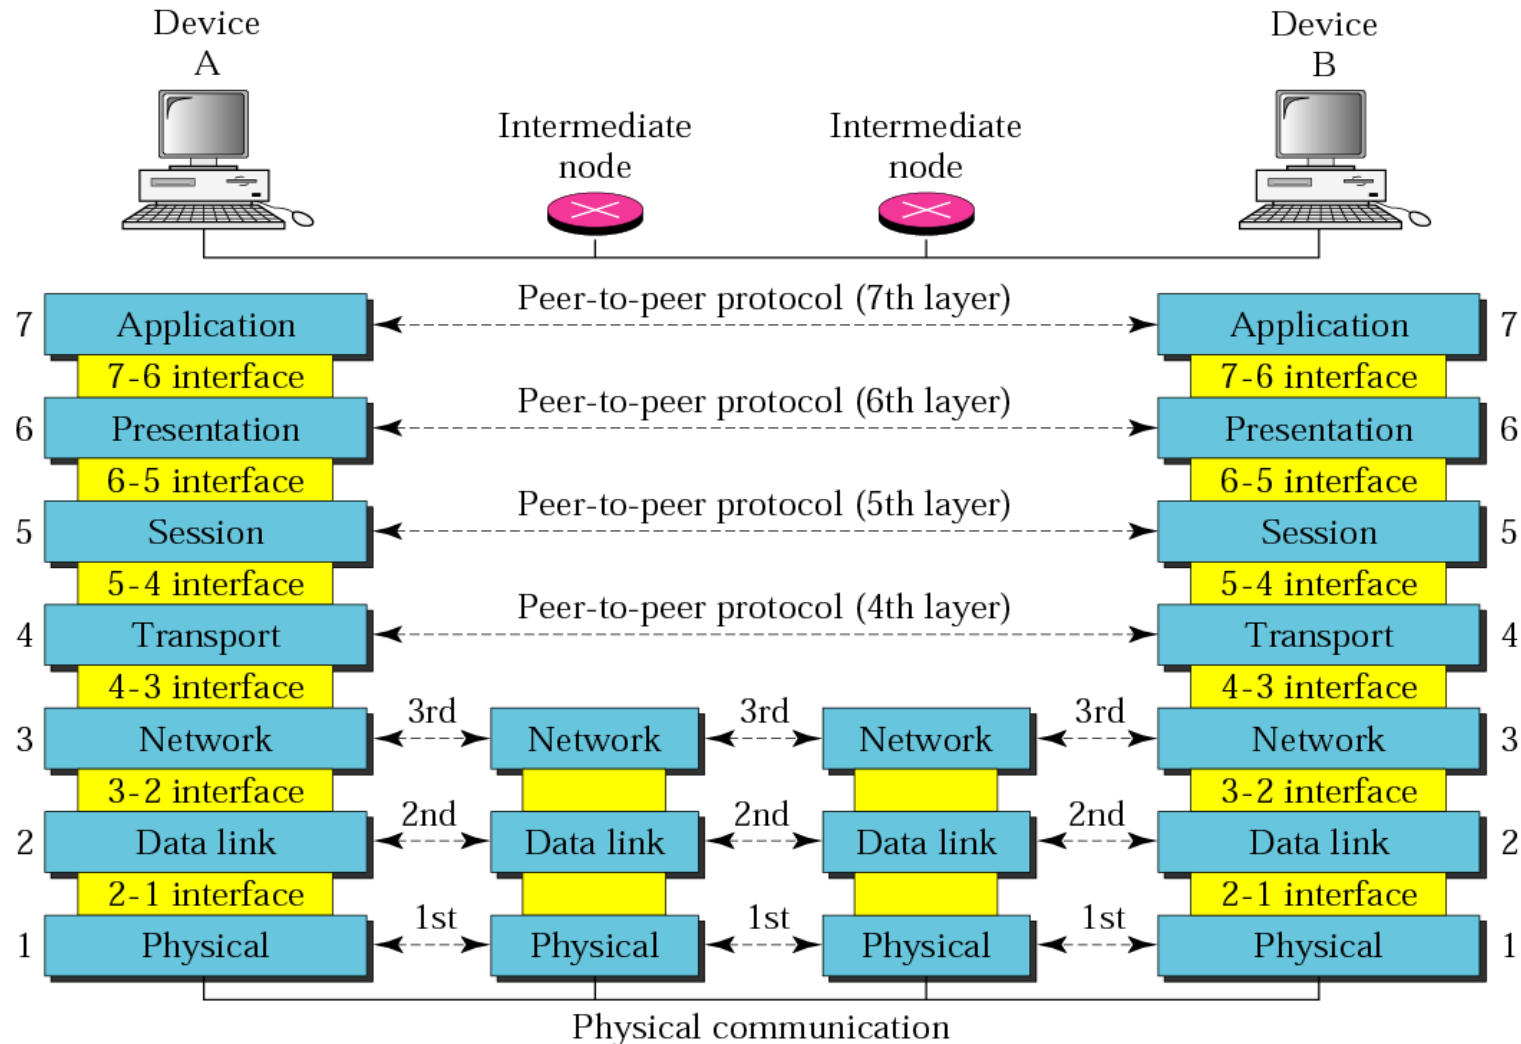 Device
A
Device
B
Intermediate
node
Intermediate
node
Peer-to-peer protocol (7th layer)
7 Application
Application 7
7-6 interface
7-6 interface
Peer-to-peer protocol (6th layer)
6 Presentation
Presentation 6
6-5 interface
6-5 interface
Peer-to-peer protocol (5th layer)
5 Session
Session 5
5-4 interface
5-4 interface
Peer-to-peer protocol (4th layer)
4 Transport
Transport 4
4-3 interface
4-3 interface
3rd 3rd 3rd
3 Network Network Network Network 3
3-2 interface
3-2 interface
2nd 2nd 2nd
2 Data link Data link Data link Data link 2
2-1 interface
2-1 interface
1st 1st 1st
1 Physical Physical Physical Physical 1
Physical communication